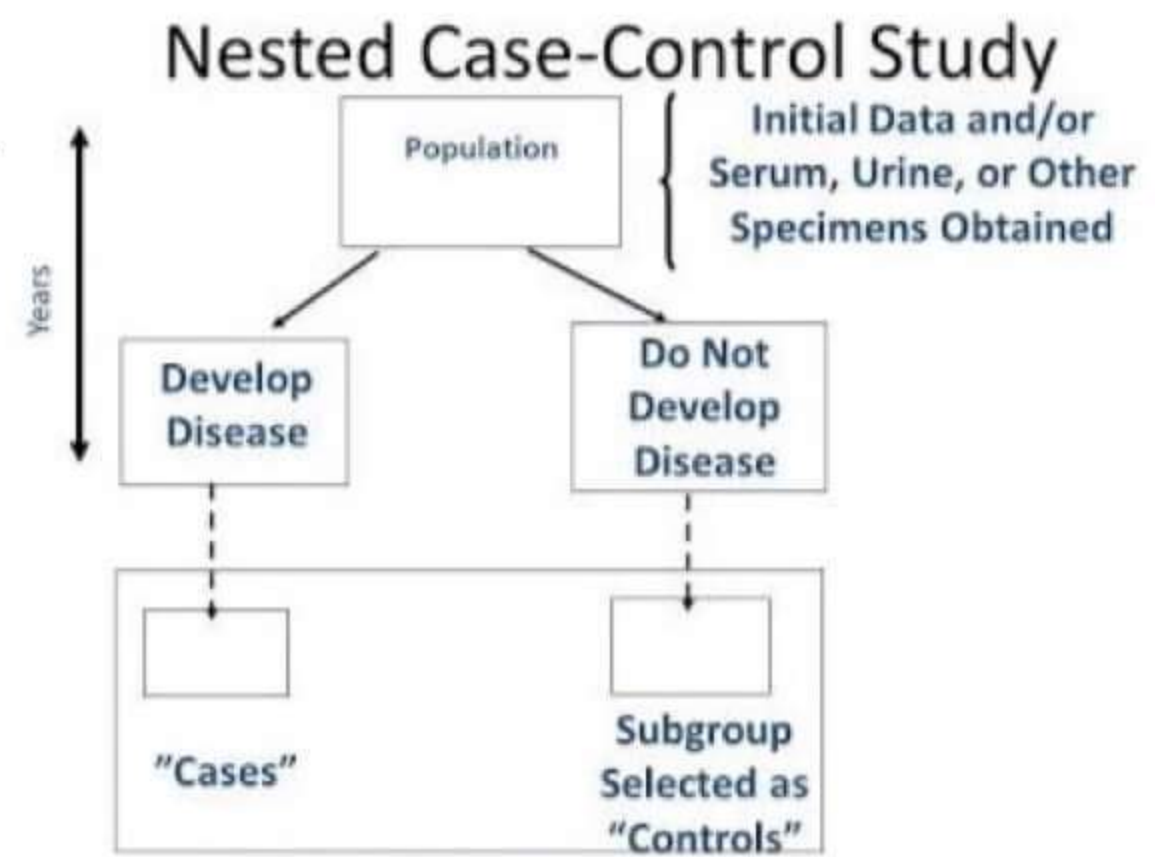 Nested Case-Control Study
Population
Initial Data and/or
Serum, Urine, or Other
Specimens Obtained
Years
Develop
Disease
Do Not
Develop
Disease
"Cases"
Subgroup
Selected as
"Controls"